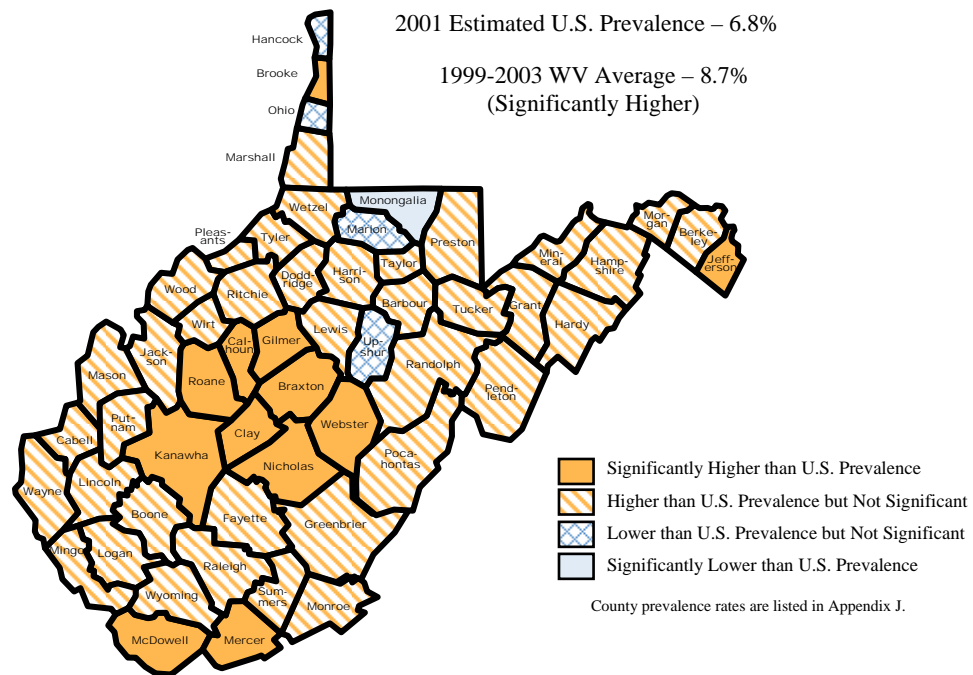 2001 Estimated U.S. Prevalence – 6.8%
1999-2003 WV Average – 8.7%
(Significantly Higher)
Hancock
Brooke
Ohio
Marshall
Wetzel
Monongalia
Marion
Preston
Pleas-
ants
Tyler
Dodd-
ridge
Harri-
son
Taylor
Wood
Ritchie
Barbour
Tucker
Mineral
Hamp-
shire
Mor-
gan
Berke-
ley
Jeff-
erson
Grant
Hardy
Wirt
Cal-
houn
Gilmer
Lewis
Up-
shur
Randolph
Pend-
leton
Jack-
son
Mason
Roane
Braxton
Webster
Put-
nam
Cabell
Clay
Kanawha
Nicholas
Poca-
hontas
Wayne
Lincoln
Boone
Fayette
Greenbrier
Mingo
Logan
Raleigh
Wyoming
Sum-
mers
Monroe
McDowell
Mercer
Significantly Higher than U.S. Prevalence
Higher than U.S. Prevalence but Not Significant
Lower than U.S. Prevalence but Not Significant
Significantly Lower than U.S. Prevalence
County prevalence rates are listed in Appendix J.